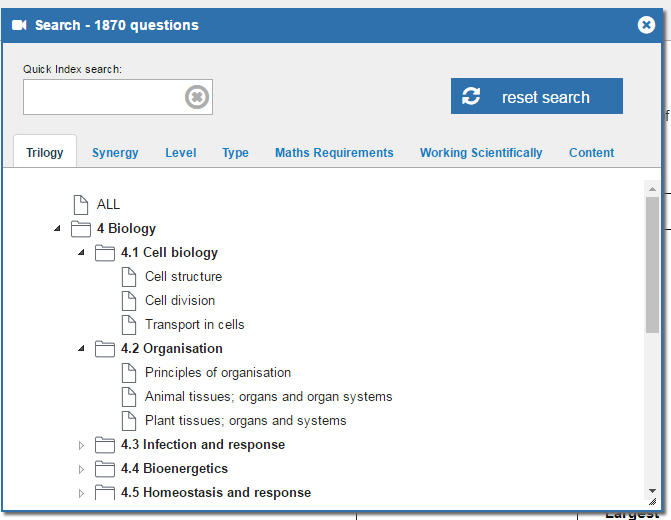 Search - 1870 questions
Quick Index search:
reset search
Trilogy Synergy Level Type Maths Requirements Working Scientifically Content
ALL
4 Biology
4.1 Cell biology
Cell structure
Cell division
Transport in cells
4.2 Organisation
Principles of organisation
Animal tissues; organs and organ systems
Plant tissues; organs and systems
4.3 Infection and response
4.4 Bioenergetics
4.5 Homeostasis and response
Largest